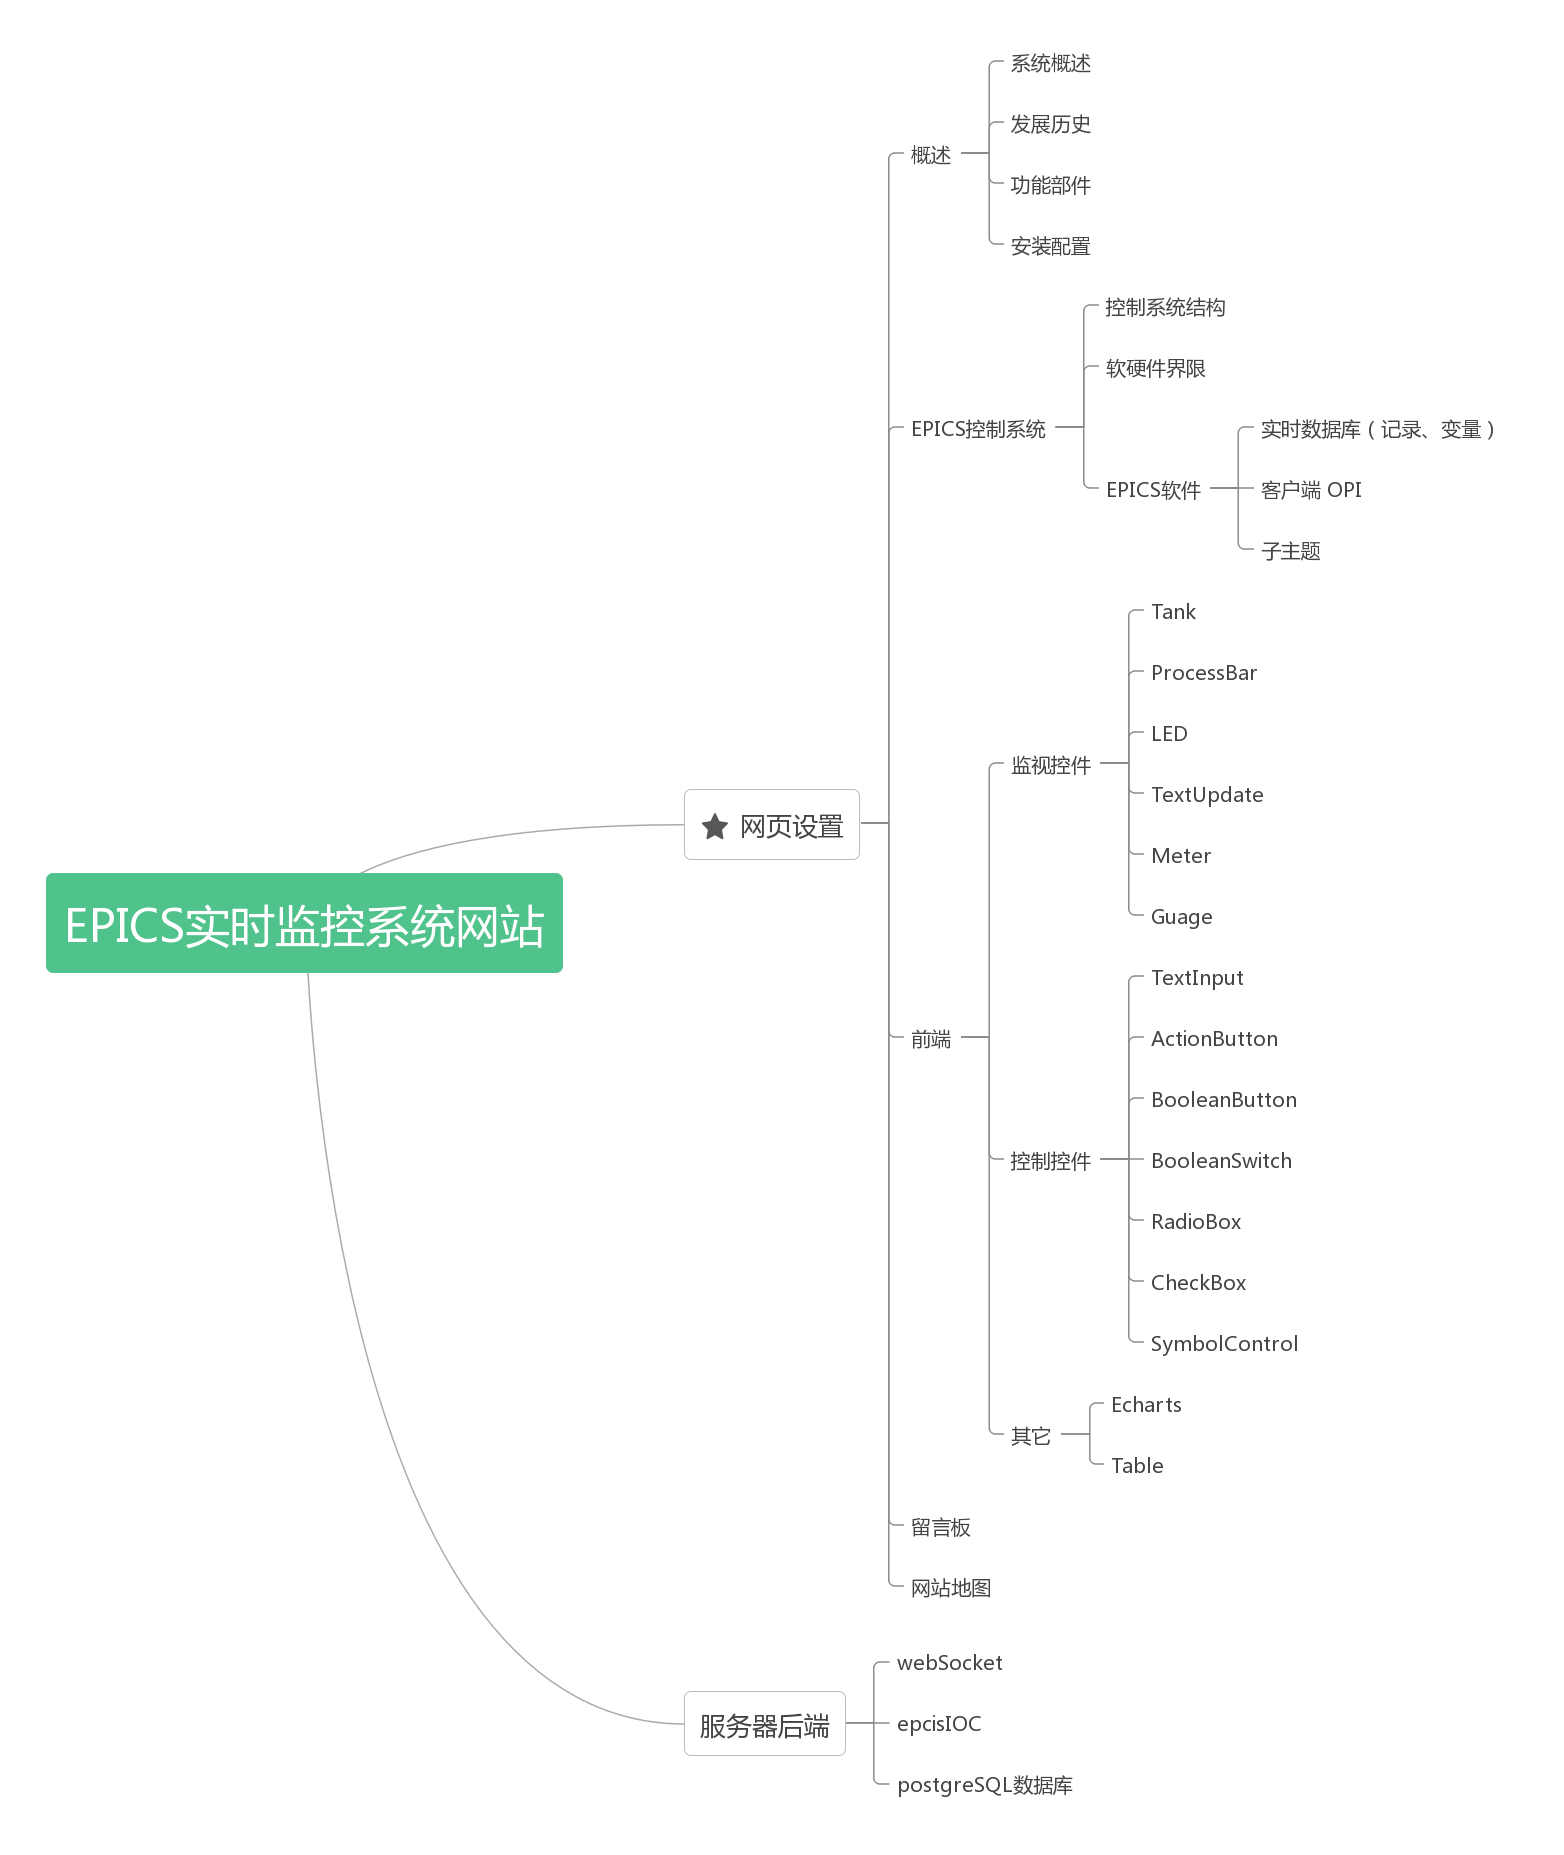 EPICS实时监控系统网站
网页设置
概述
系统概述
发展历史
功能部件
安装配置
EPICS控制系统
控制系统结构
软硬件界限
EPICS软件
实时数据库（记录、变量）
客户端 OPI
子主题
前端
监视控件
Tank
ProcessBar
LED
TextUpdate
Meter
Guage
控制控件
TextInput
ActionButton
BooleanButton
BooleanSwitch
RadioBox
CheckBox
SymbolControl
其它
Echarts
Table
留言板
网站地图
服务器后端
webSocket
epcisIOC
postgreSQL数据库